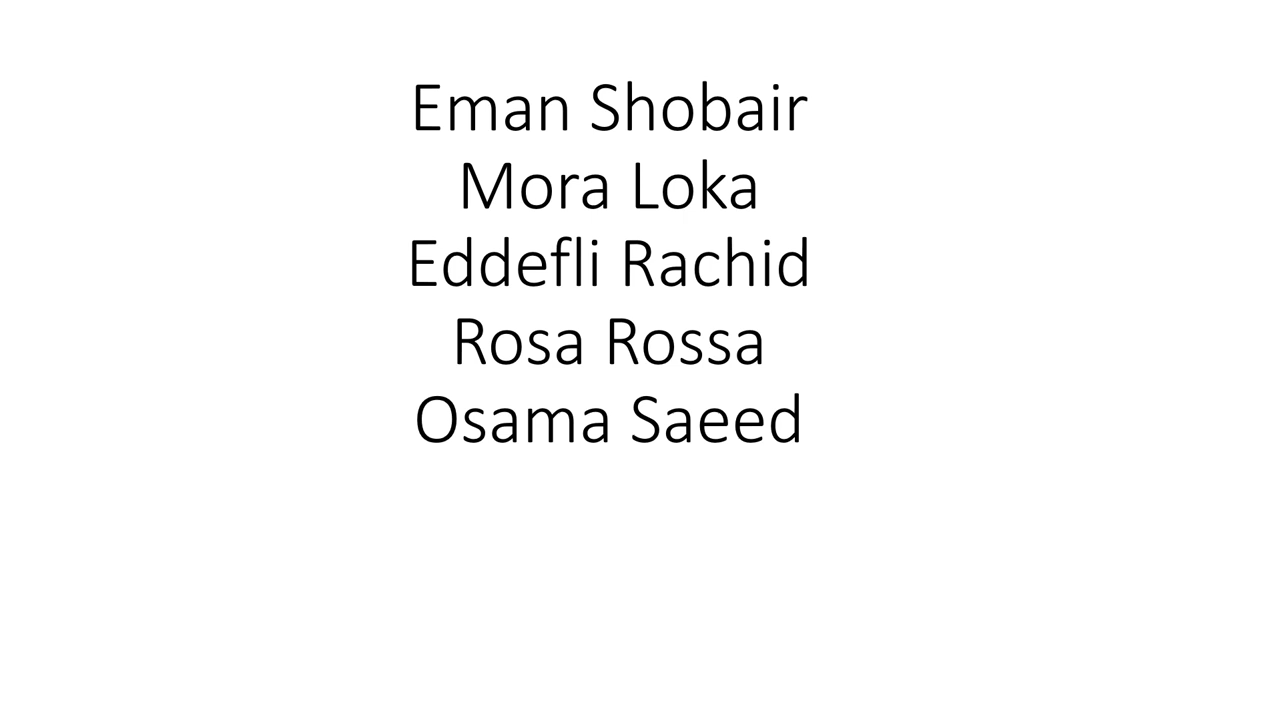 Eman Shobair
Mora Loka
Eddefli Rachid
Rosa Rossa
Osama Saeed